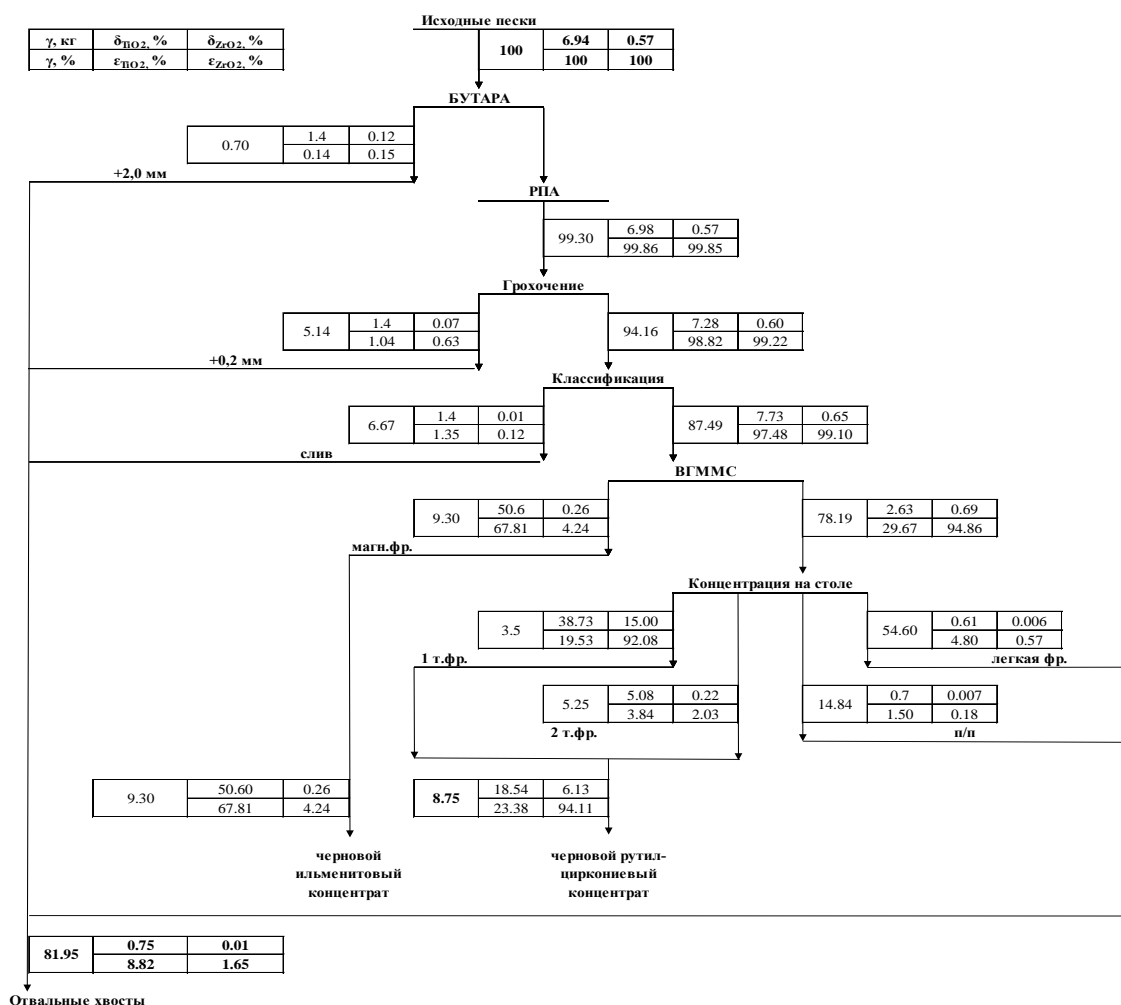 Исходные пески
γ, кг δTiO2, % δZrO2, %
γ, % εTiO2, % εZrO2, %
100 6.94 0.57
100 100
БУТАРА
0.70 1.4 0.12
0.14 0.15
+2,0 мм
РПА
99.30 6.98 0.57
99.86 99.85
Грохочение
5.14 1.4 0.07
1.04 0.63
94.16 7.28 0.60
98.82 99.22
+0,2 мм
Классификация
6.67 1.4 0.01
1.35 0.12
87.49 7.73 0.65
97.48 99.10
слив
ВГММС
9.30 50.6 0.26
67.81 4.24
78.19 2.63 0.69
29.67 94.86
магн.фр.
Концентрация на столе
3.5 38.73 15.00
19.53 92.08
54.60 0.61 0.006
4.80 0.57
1 т.фр.
легкая фр.
5.25 5.08 0.22
3.84 2.03
14.84 0.7 0.007
1.50 0.18
2 т.фр.
п/п
9.30 50.60 0.26
67.81 4.24
8.75 18.54 6.13
23.38 94.11
черновой
ильменитовый
концентрат
черновой рутил-
циркониевый
концентрат
81.95 0.75 0.01
8.82 1.65
Отвальные хвосты